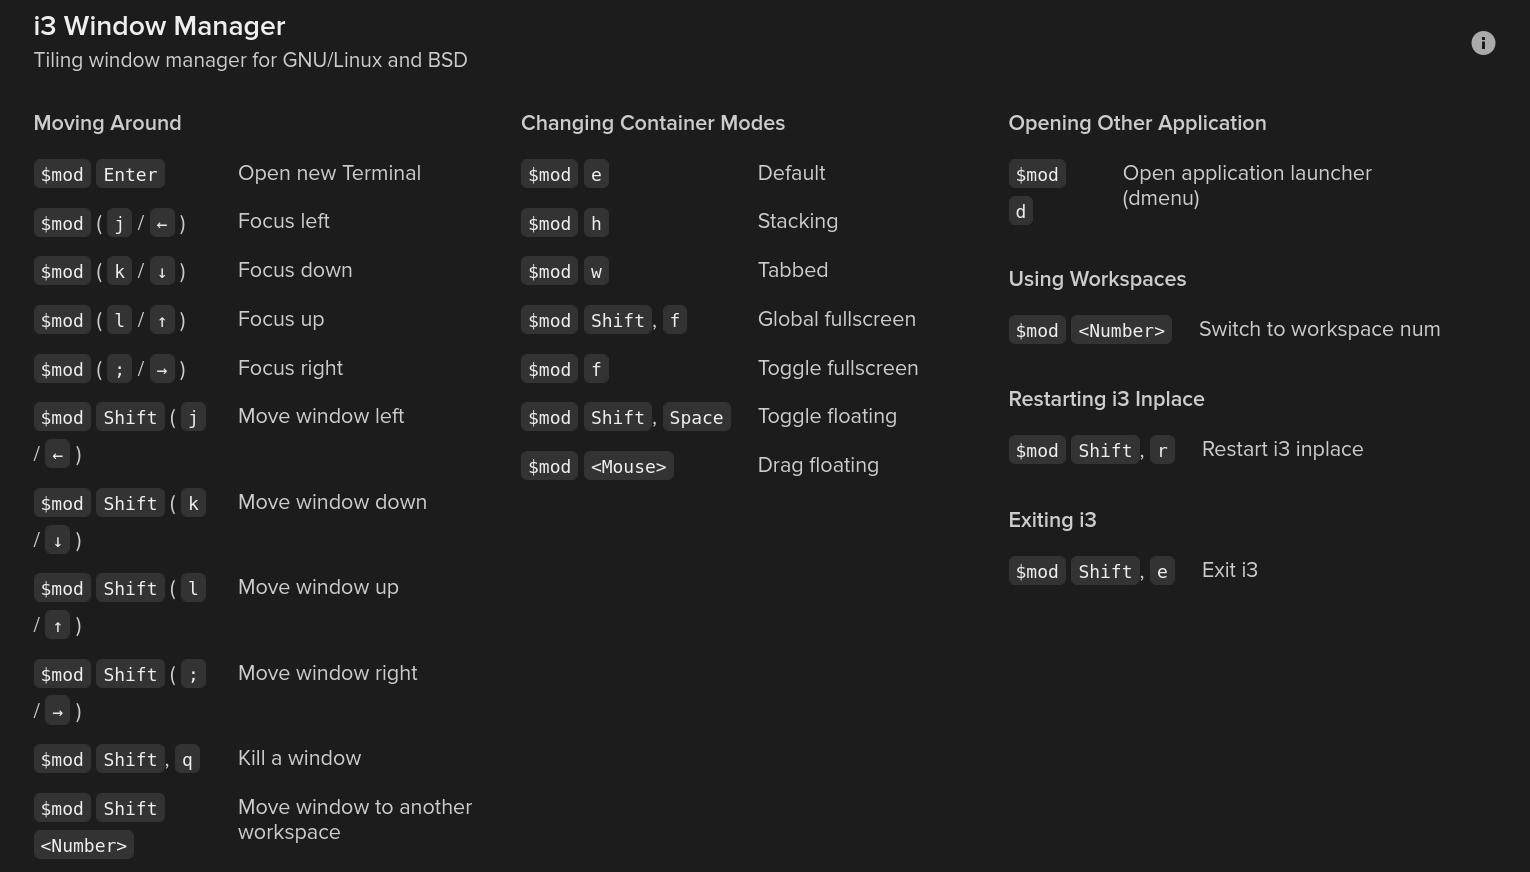 i3 Window Manager
Tiling window manager for GNU/Linux and BSD
Moving Around
$mod Enter Open new Terminal
$mod ( j / ← ) Focus left
$mod ( k / ↓ ) Focus down
$mod ( l / ↑ ) Focus up
$mod ( ; / → ) Focus right
$mod Shift ( j Move window left
/ ← )
$mod Shift ( k Move window down
/ ↓ )
$mod Shift ( l Move window up
/ ↑ )
$mod Shift ( ; Move window right
/ → )
$mod Shift, q Kill a window
$mod Shift Move window to another
<Number> workspace
Changing Container Modes
$mod e Default
$mod h Stacking
$mod w Tabbed
$mod Shift, f Global fullscreen
$mod f Toggle fullscreen
$mod Shift, Space Toggle floating
$mod <Mouse> Drag floating
Opening Other Application
$mod Open application launcher
d (dmenu)
Using Workspaces
$mod <Number> Switch to workspace num
Restarting i3 Inplace
$mod Shift, r Restart i3 inplace
Exiting i3
$mod Shift, e Exit i3